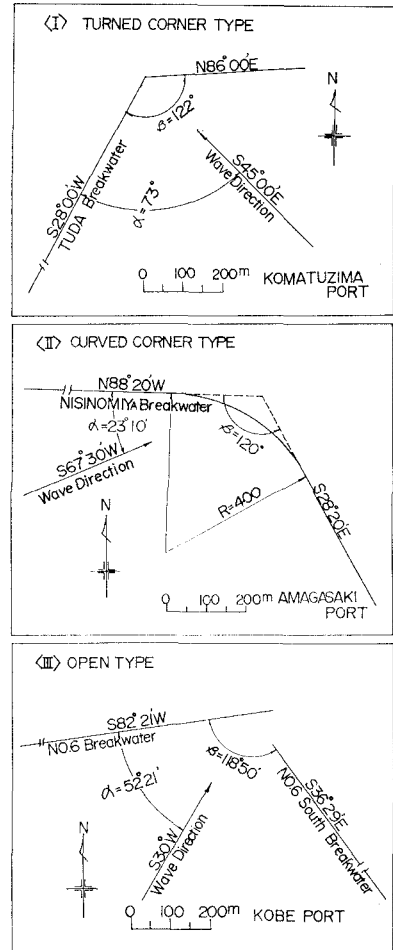 〈I〉 TURNED CORNER TYPE
N86°00'E
N
β=122°
S45°00'E
Wave Direction
S28°00'W
TUDA Breakwater
α=73°
0 100 200m
KOMATUZIMA
PORT
〈II〉 CURVED CORNER TYPE
N88°20'W
NISINOMIYA Breakwater
α=23°10'
β=120°
S67°30'W
Wave Direction
S28°20'E
N
R=400
0 100 200m
AMAGASAKI
PORT
〈III〉 OPEN TYPE
S82°21'W
NO.6 Breakwater
β=118°50'
α=52°21'
S36°29'E
NO.6 South Breakwater
N
S30°W
Wave Direction
0 100 200m
KOBE PORT